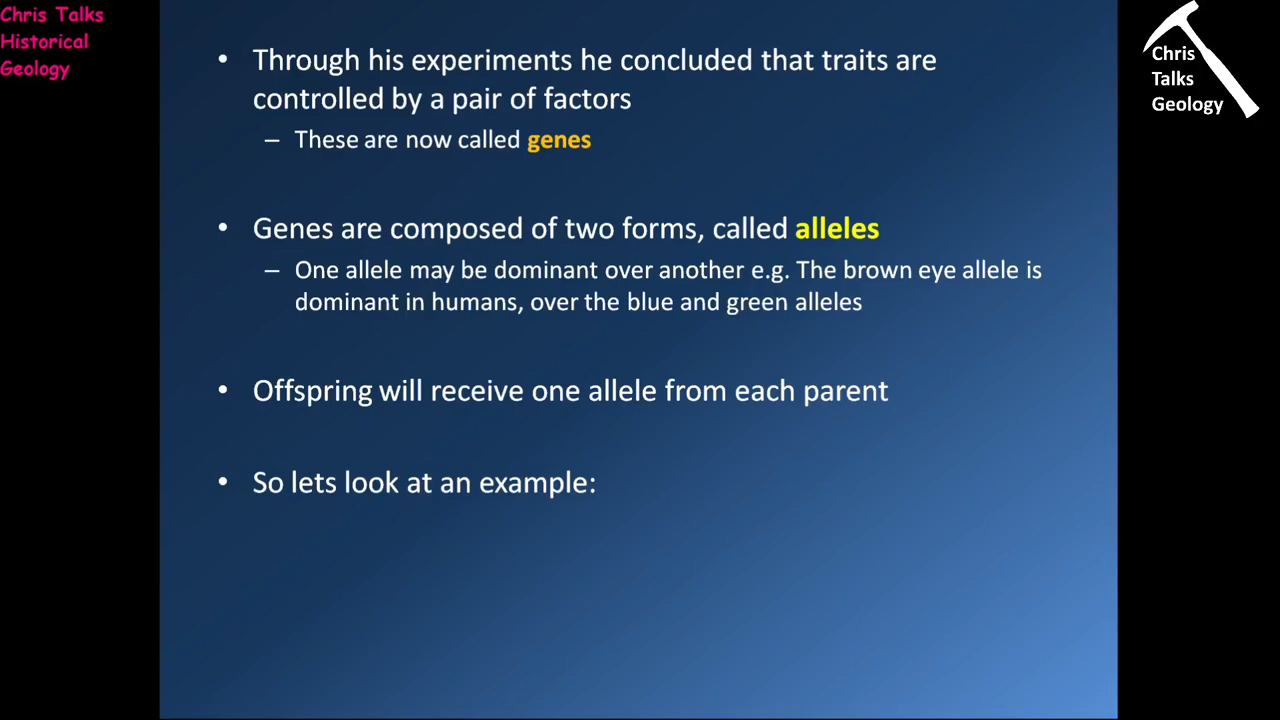 Chris Talks
Historical
Geology
Chris
Talks
Geology
• Through his experiments he concluded that traits are
controlled by a pair of factors
– These are now called genes
• Genes are composed of two forms, called alleles
– One allele may be dominant over another e.g. The brown eye allele is
dominant in humans, over the blue and green alleles
• Offspring will receive one allele from each parent
• So lets look at an example: